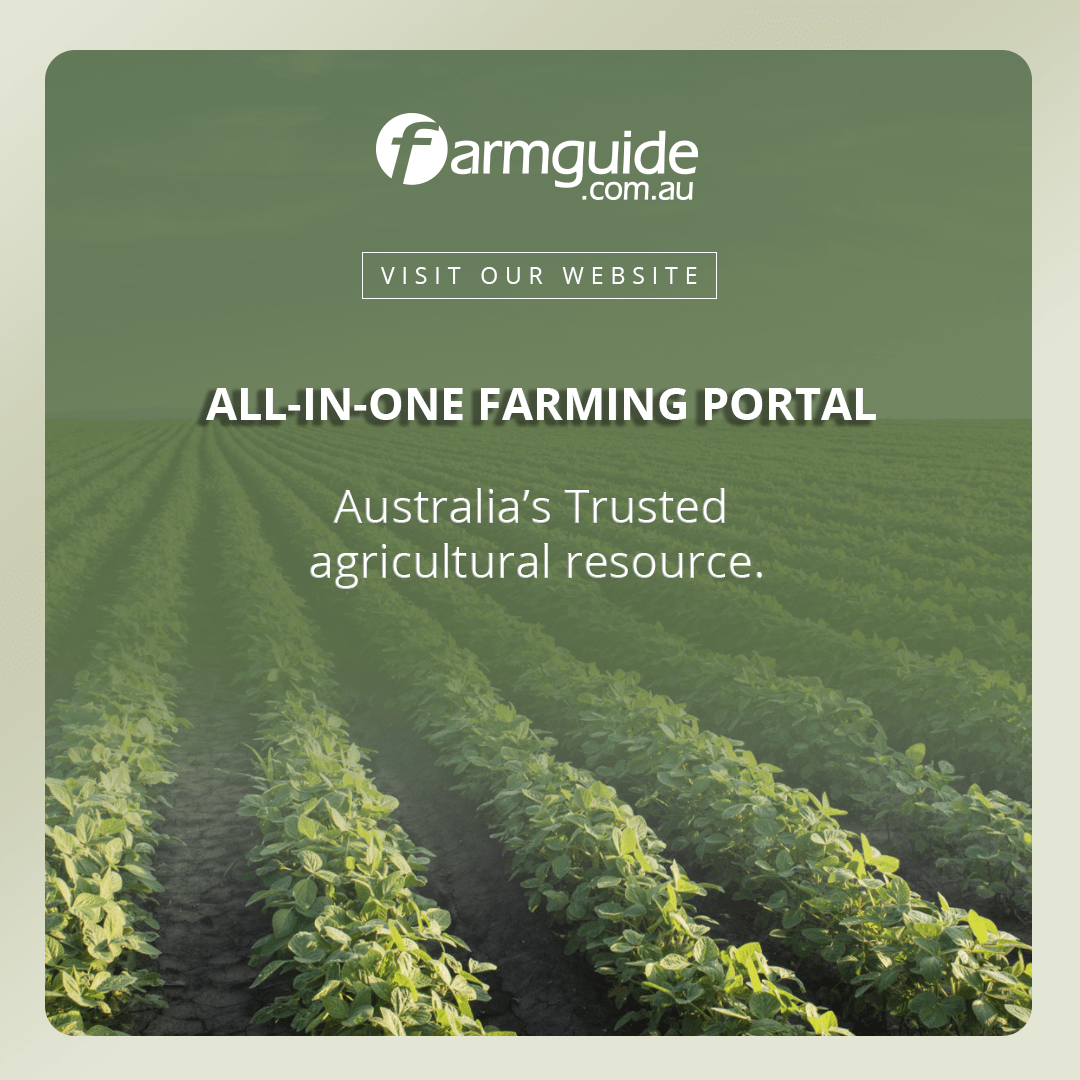 farmguide
.com.au
VISIT OUR WEBSITE
ALL-IN-ONE FARMING PORTAL
Australia’s Trusted
agricultural resource.